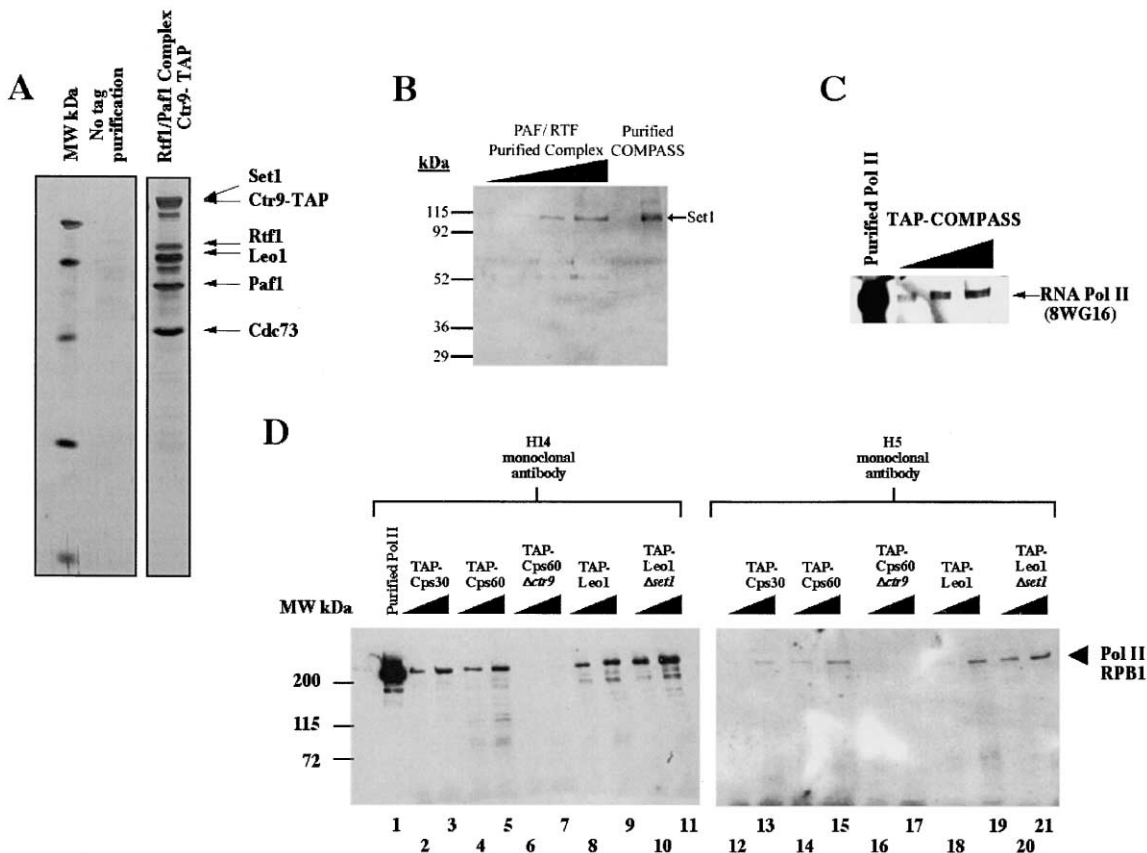 A
MW kDa
No tag
purification
Rtf1/Paf1 Complex
Ctr9- TAP
Set1
Ctr9-TAP
Rtf1
Leo1
Paf1
Cdc73
B
PAF/ RTF
Purified Complex
Purified
COMPASS
kDa
115
92
52
36
29
Set1
C
Purified Pol II
TAP-COMPASS
RNA Pol II
(8WG16)
D
H14
monoclonal
antibody
H5
monoclonal
antibody
Purified Pol II
TAP-
Cps30
TAP-
Cps60
TAP-
Cps60
Δctr9
TAP-
Leo1
TAP-
Leo1
Δset1
TAP-
Cps30
TAP-
Cps60
TAP-
Cps60
Δctr9
TAP-
Leo1
TAP-
Leo1
Δset1
MW kDa
200
115
72
Pol II
RPB1
1 3 5 7 9 11 13 15 17 19 21
2 4 6 8 10 12 14 16 18 20